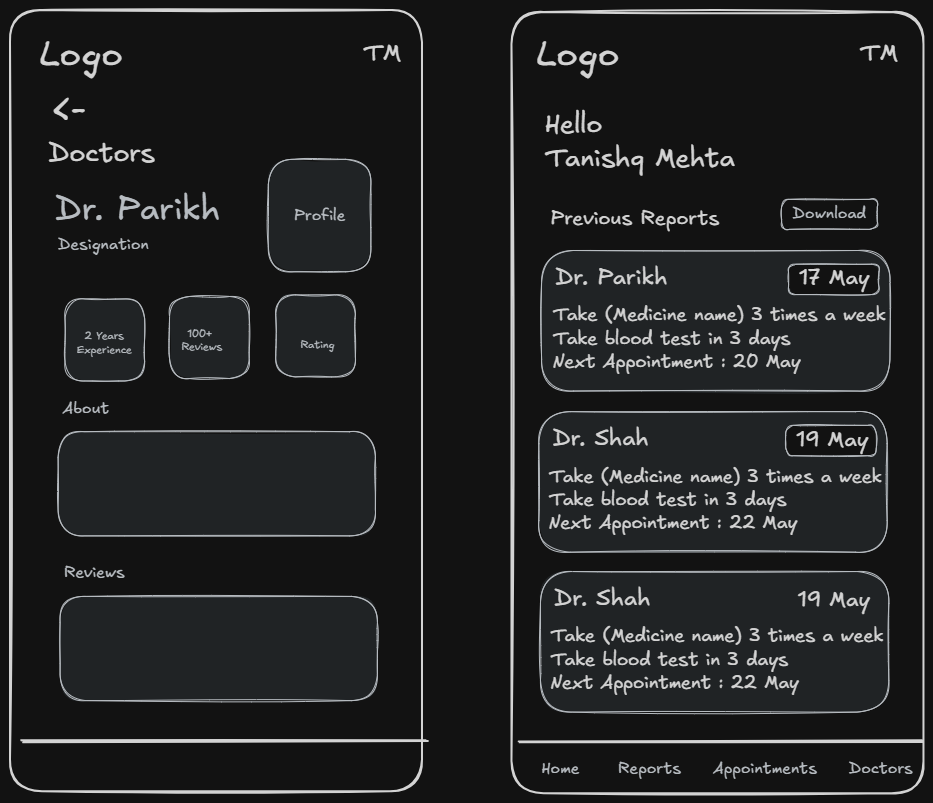 Logo
TM
<-
Doctors
Dr. Parikh
Designation
Profile
2 Years
Experience
100+
Reviews
Rating
About
Reviews
Logo
TM
Hello
Tanishq Mehta
Previous Reports
Download
Dr. Parikh
17 May
Take (Medicine name) 3 times a week
Take blood test in 3 days
Next Appointment : 20 May
Dr. Shah
19 May
Take (Medicine name) 3 times a week
Take blood test in 3 days
Next Appointment : 22 May
Dr. Shah
19 May
Take (Medicine name) 3 times a week
Take blood test in 3 days
Next Appointment : 22 May
Home
Reports
Appointments
Doctors